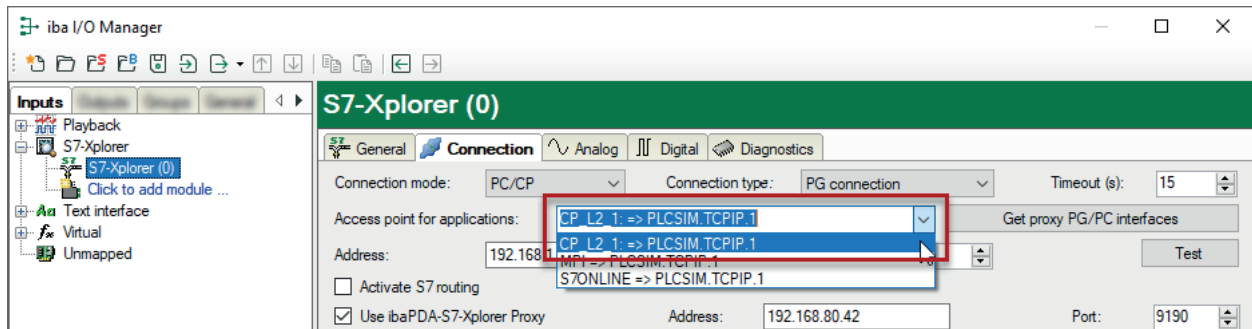 iba I/O Manager
Inputs
Playback
S7-Xplorer
S7-Xplorer (0)
Click to add module ...
Text interface
Virtual
Unmapped
S7-Xplorer (0)
General Connection Analog Digital Diagnostics
Connection mode: PC/CP Connection type: PG connection Timeout (s): 15
Access point for applications: CP_L2_1: => PLCSIM.TCPIP.1 Get proxy PG/PC interfaces
CP_L2_1: => PLCSIM.TCPIP.1
Address: 192.168. Test
MPI => PLCSIM.TCPIP.1
S7ONLINE => PLCSIM.TCPIP.1
Activate S7 routing
Use ibaPDA-S7-Xplorer Proxy Address: 192.168.80.42 Port: 9190